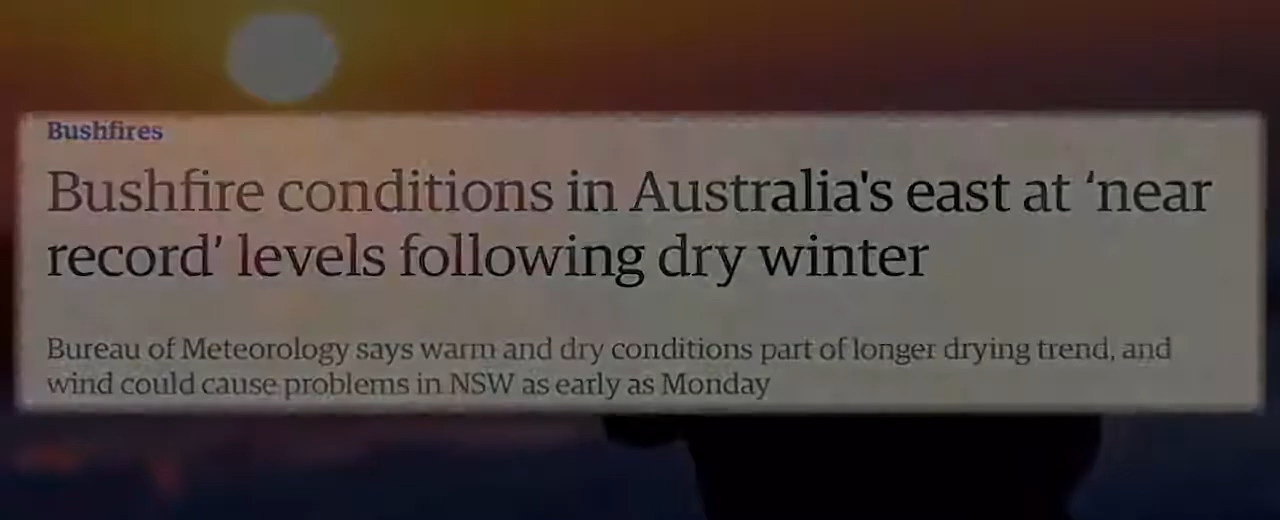 Bushfires
Bushfire conditions in Australia's east at ‘near
record’ levels following dry winter
Bureau of Meteorology says warm and dry conditions part of longer drying trend, and
wind could cause problems in NSW as early as Monday